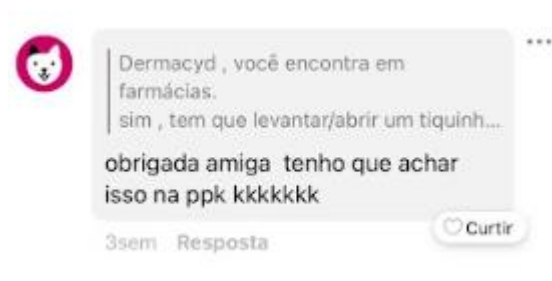 Dermacyd , você encontra em
farmácias.
sim , tem que levantar/abrir um tiquinh...
obrigada amiga tenho que achar
isso na ppk kkkkkkk
Curtir
3sem Resposta